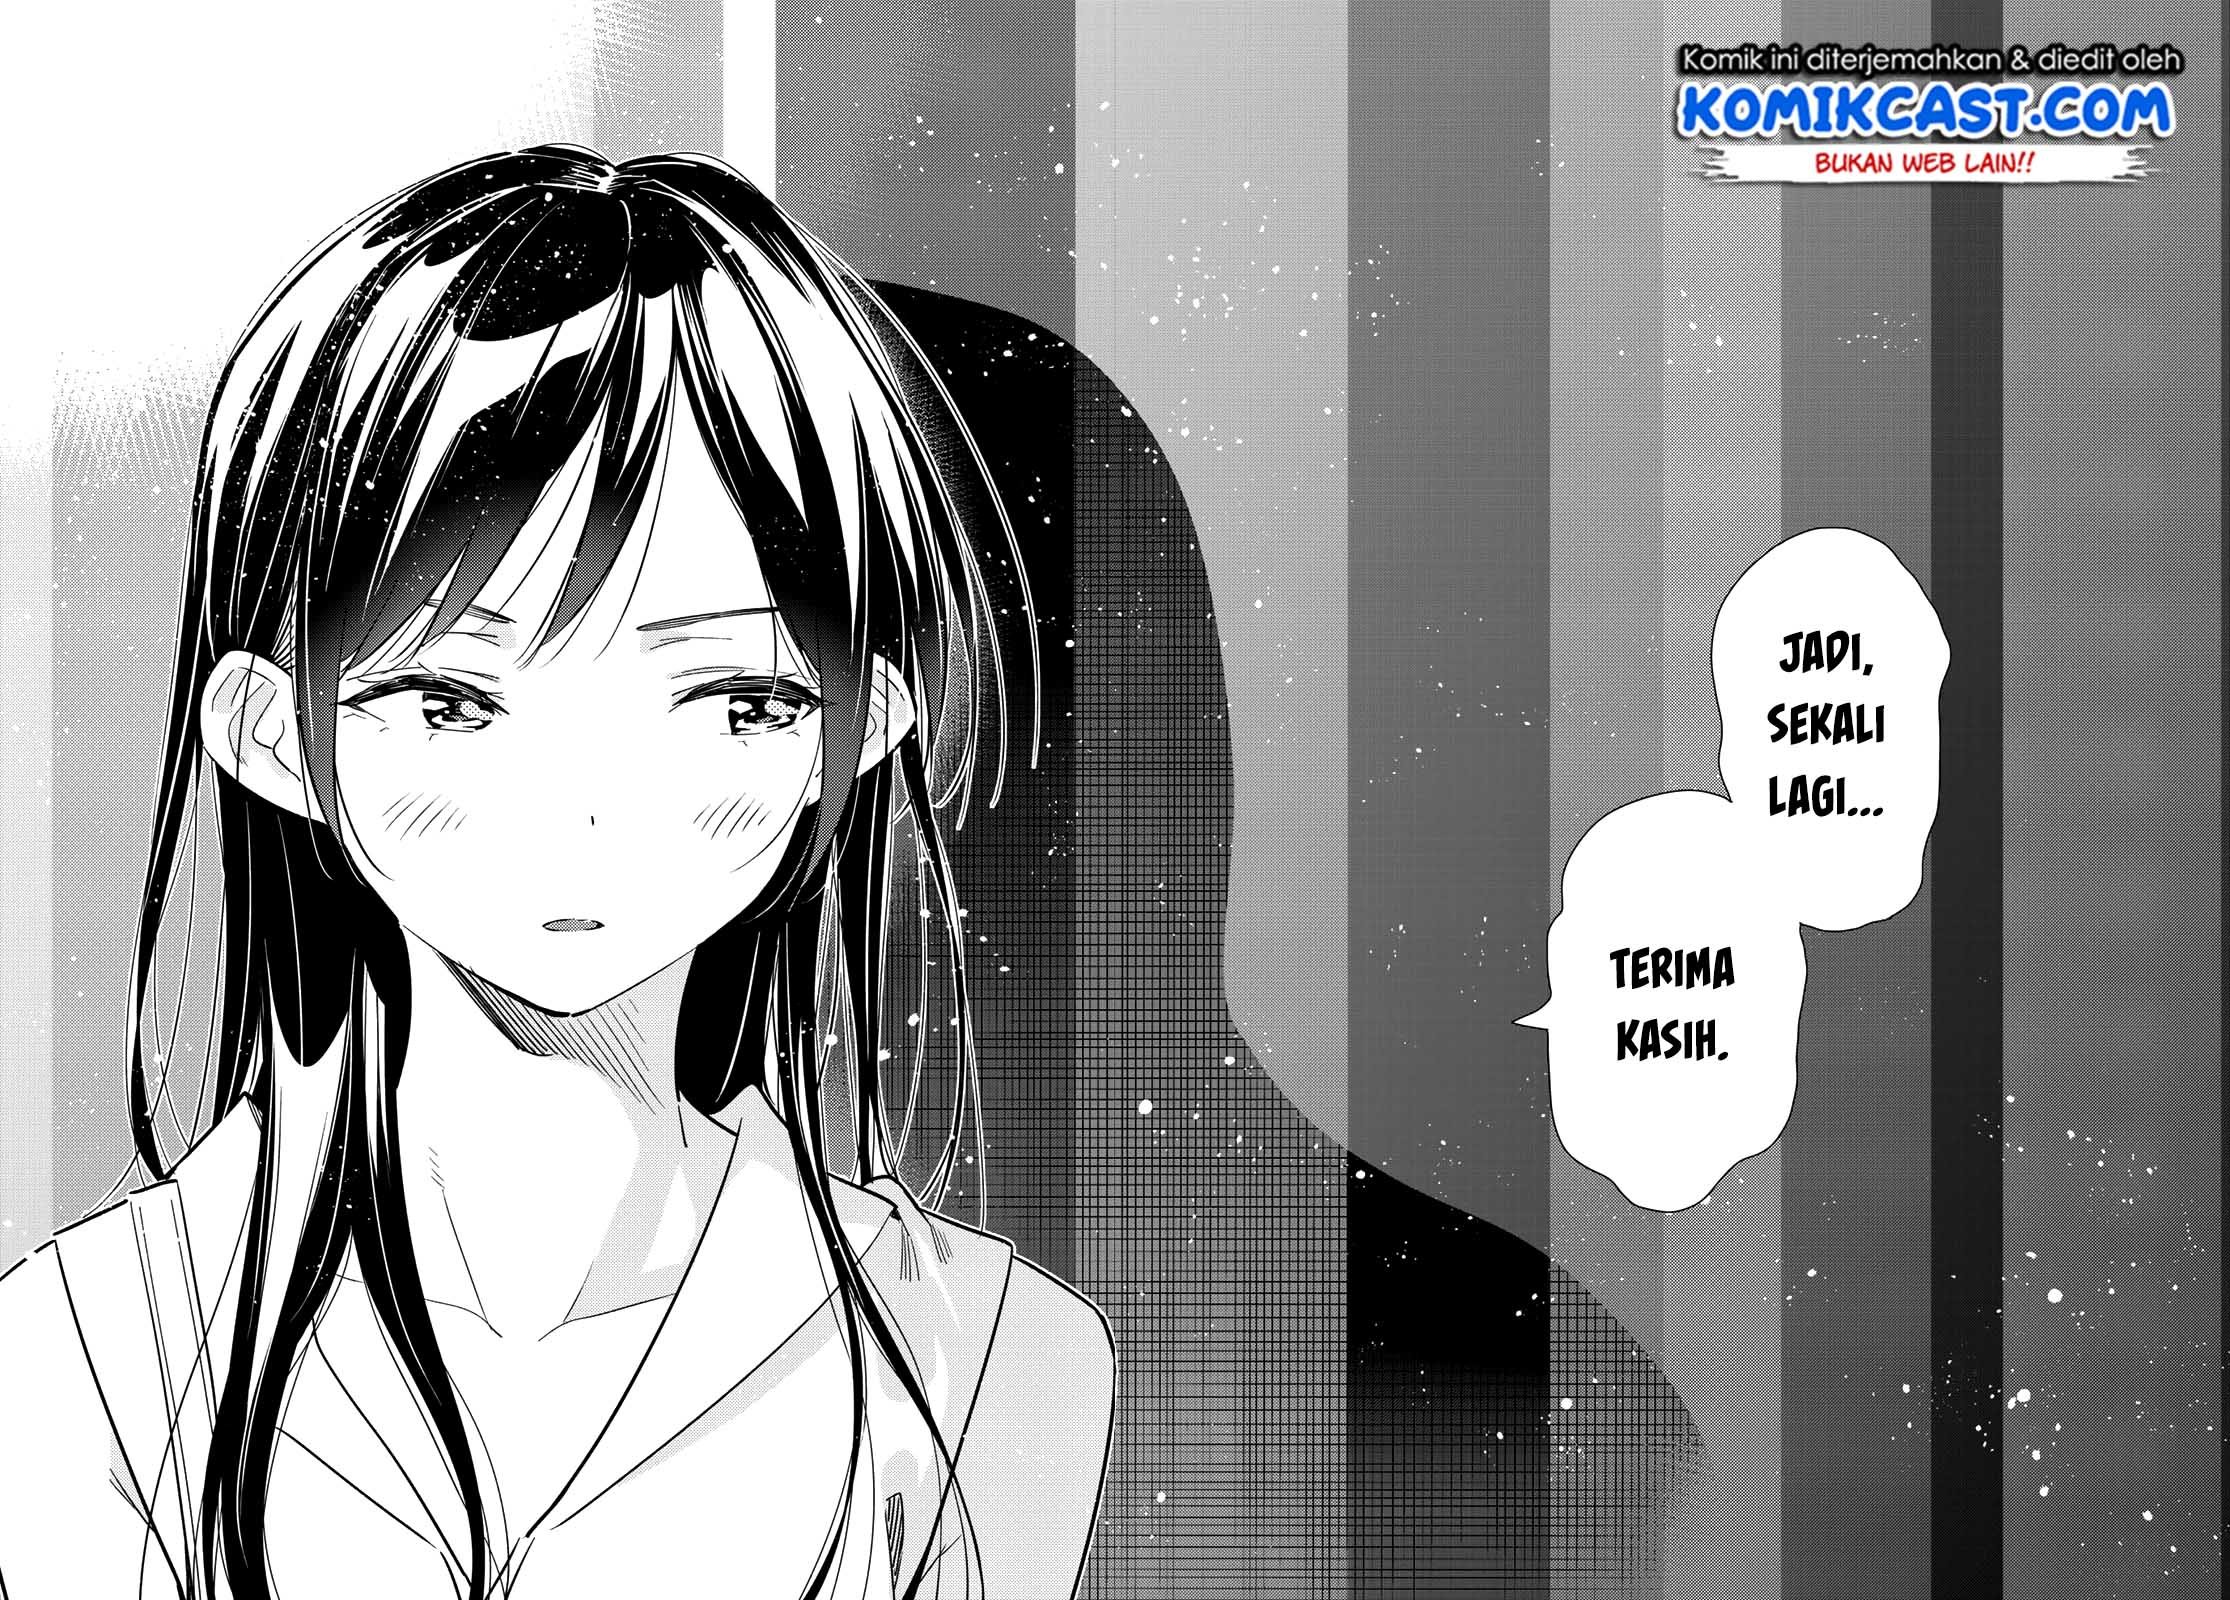 Komik ini diterjemahkan & diedit oleh
KOMIKCAST.COM
BUKAN WEB LAIN!!
JADI,
SEKALI
LAGI...
TERIMA
KASIH.